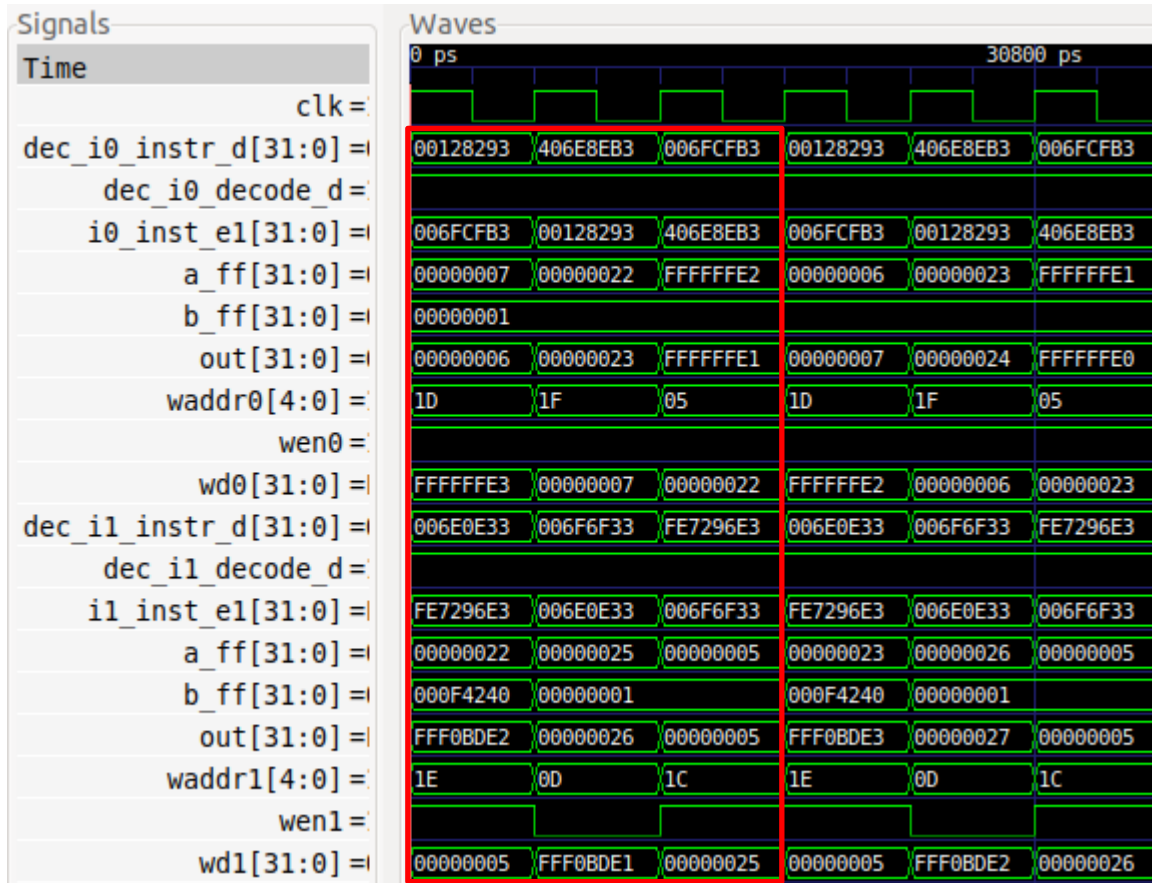 Signals
Waves
Time
0 ps 30800 ps
clk=
dec_i0_instr_d[31:0]= 00128293 406E8EB3 006FCFB3 00128293 406E8EB3 006FCFB3
dec_i0_decode_d=
i0_inst_e1[31:0]= 006FCFB3 00128293 406E8EB3 006FCFB3 00128293 406E8EB3
a_ff[31:0]= 00000007 00000022 FFFFFFE2 00000006 00000023 FFFFFFE1
b_ff[31:0]= 00000001
out[31:0]= 00000006 00000023 FFFFFFE1 00000007 00000024 FFFFFFE0
waddr0[4:0]= 1D 1F 05 1D 1F 05
wen0=
wd0[31:0]= FFFFFFE3 00000007 00000022 FFFFFFE2 00000006 00000023
dec_i1_instr_d[31:0]= 006E0E33 006F6F33 FE7296E3 006E0E33 006F6F33 FE7296E3
dec_i1_decode_d=
i1_inst_e1[31:0]= FE7296E3 006E0E33 006F6F33 FE7296E3 006E0E33 006F6F33
a_ff[31:0]= 00000022 00000025 00000005 00000023 00000026 00000005
b_ff[31:0]= 000F4240 00000001 000F4240 00000001
out[31:0]= FFF0BDE2 00000026 00000005 FFF0BDE3 00000027 00000005
waddr1[4:0]= 1E 0D 1C 1E 0D 1C
wen1=
wd1[31:0]= 00000005 FFF0BDE1 00000025 00000005 FFF0BDE2 00000026